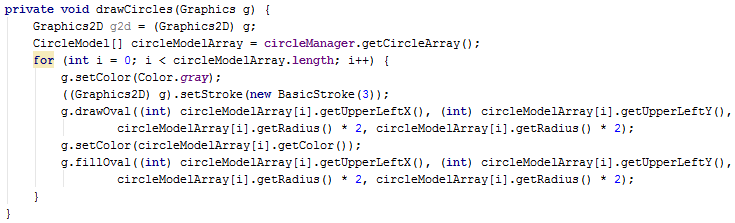 private void drawCircles(Graphics g) {
    Graphics2D g2d = (Graphics2D) g;
    CircleModel[] circleModelArray = circleManager.getCircleArray();
    for (int i = 0; i < circleModelArray.length; i++) {
        g.setColor(Color.gray);
        ((Graphics2D) g).setStroke(new BasicStroke(3));
        g.drawOval((int) circleModelArray[i].getUpperLeftX(), (int) circleModelArray[i].getUpperLeftY(),
                circleModelArray[i].getRadius() * 2, circleModelArray[i].getRadius() * 2);
        g.setColor(circleModelArray[i].getColor());
        g.fillOval((int) circleModelArray[i].getUpperLeftX(), (int) circleModelArray[i].getUpperLeftY(),
                circleModelArray[i].getRadius() * 2, circleModelArray[i].getRadius() * 2);
    }
}